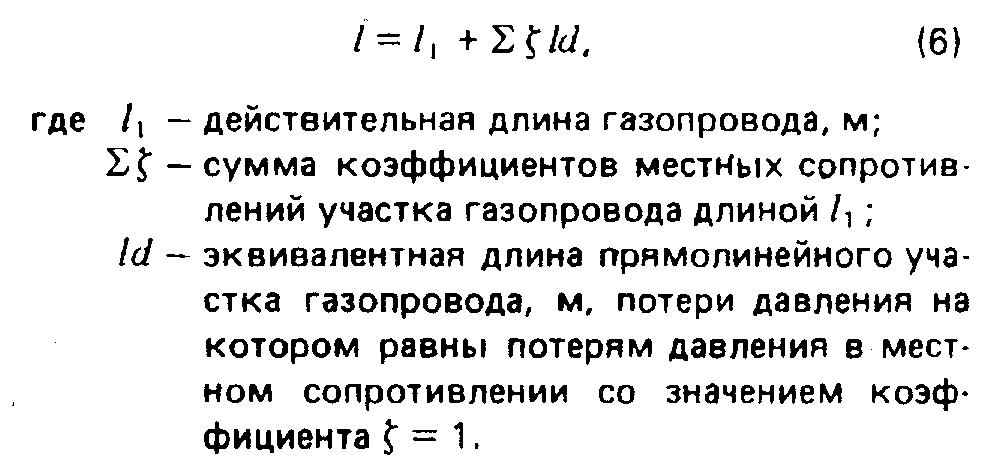 l = l₁ + Σζld, (6)
где l₁ — действительная длина газопровода, м;
Σζ — сумма коэффициентов местных сопротив-
лений участка газопровода длиной l₁ ;
ld — эквивалентная длина прямолинейного уча-
стка газопровода, м, потери давления на
котором равны потерям давления в мест-
ном сопротивлении со значением коэф-
фициента ζ = 1.